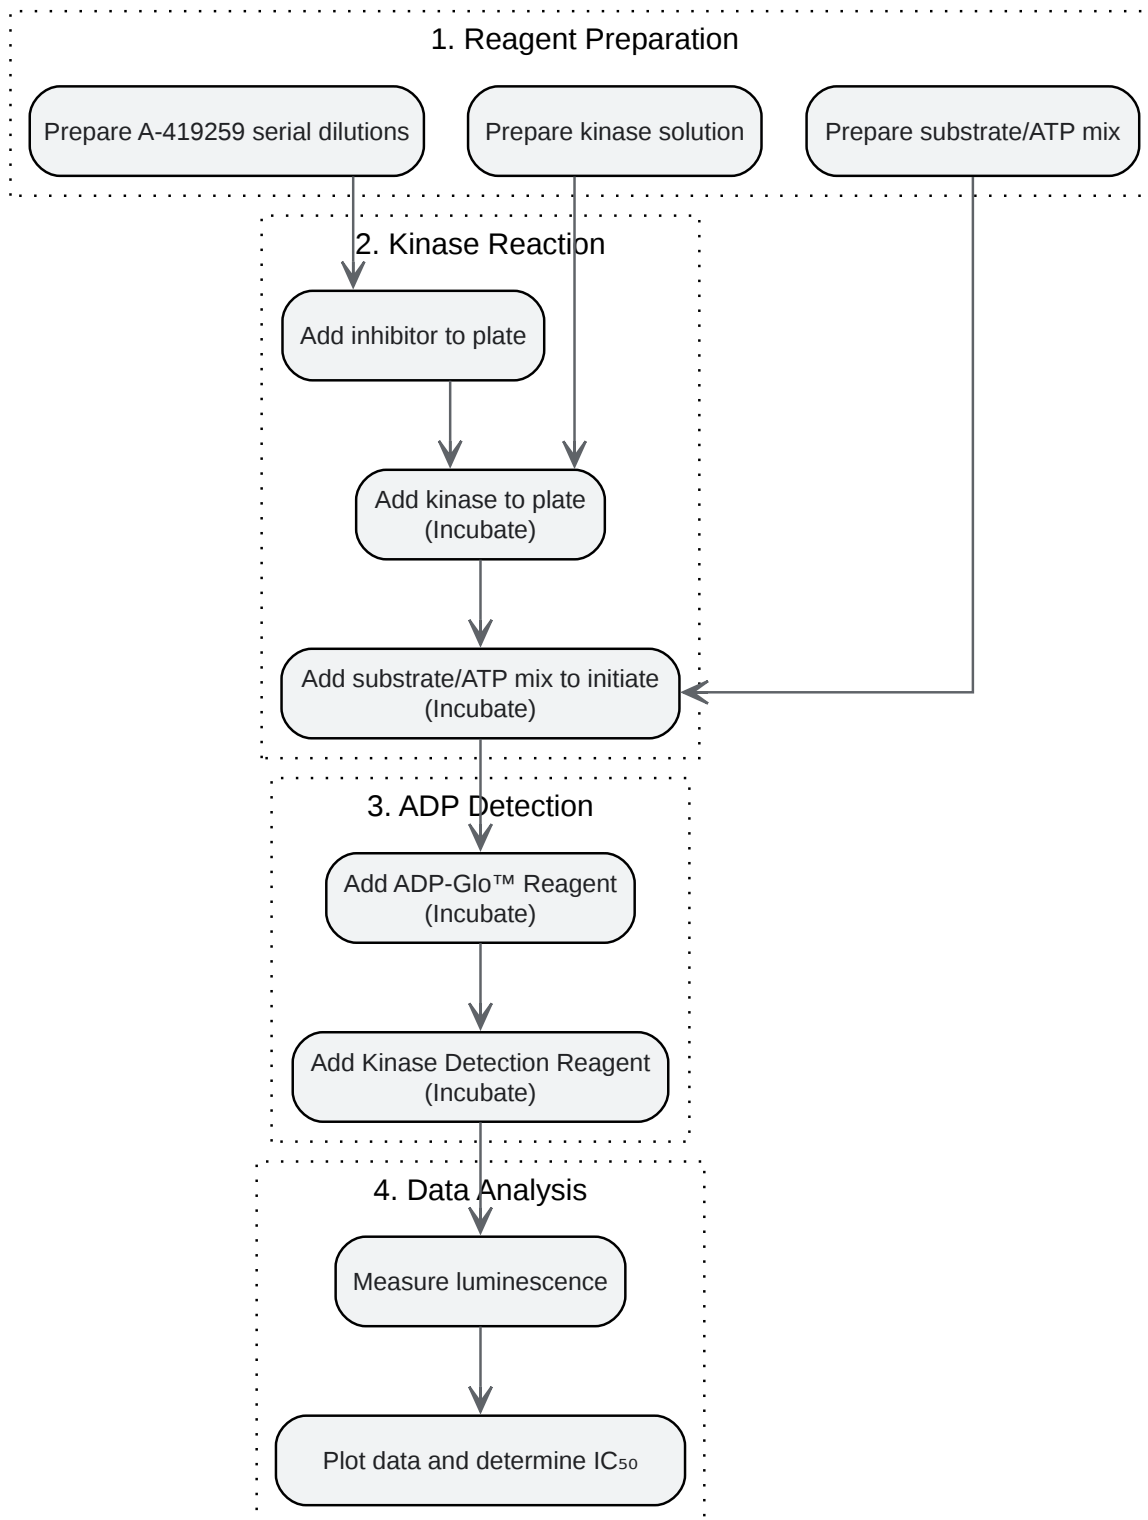 1. Reagent Preparation
Prepare A-419259 serial dilutions
Prepare kinase solution
Prepare substrate/ATP mix
2. Kinase Reaction
Add inhibitor to plate
Add kinase to plate
(Incubate)
Add substrate/ATP mix to initiate
(Incubate)
3. ADP Detection
Add ADP-Glo™ Reagent
(Incubate)
Add Kinase Detection Reagent
(Incubate)
4. Data Analysis
Measure luminescence
Plot data and determine IC₅₀